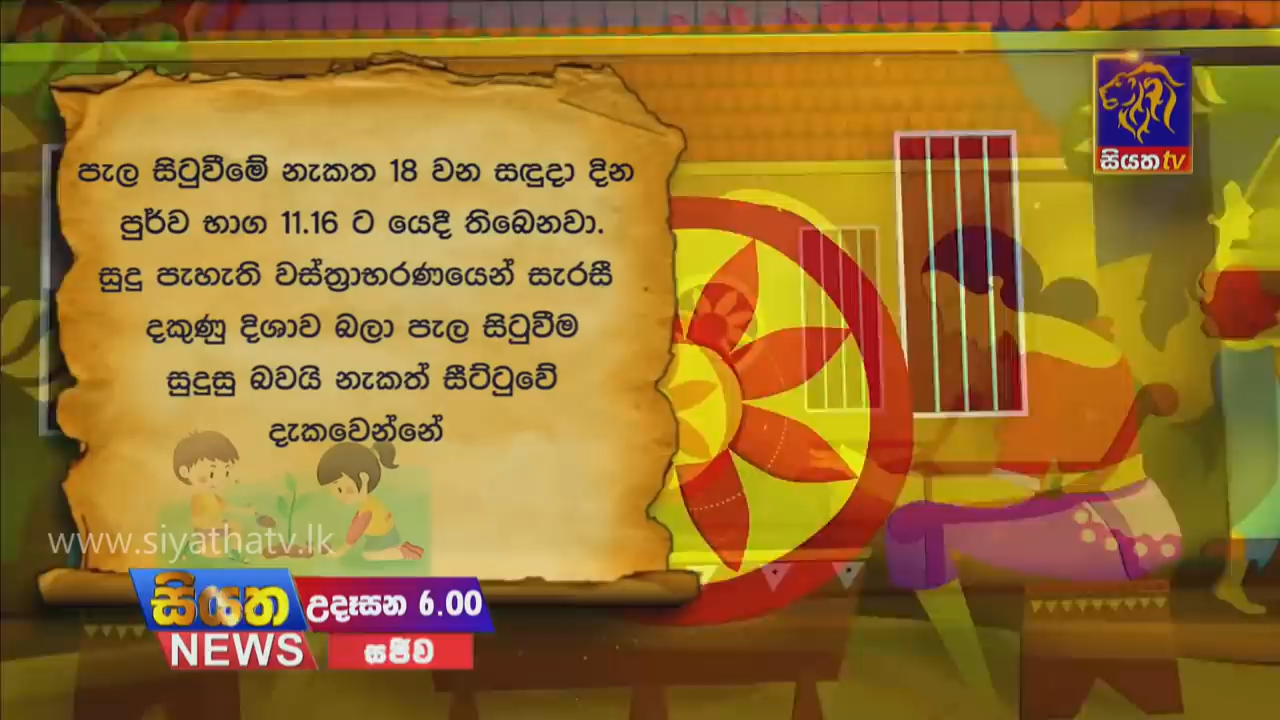 සියත tv
පැල සිටුවීමේ නැකත 18 වන සඳුදා දින
පුර්ව භාග 11.16 ට යෙදී තිබෙනවා.
සුදු පැහැති වස්ත්‍රාභරණයෙන් සැරසී
දකුණු දිශාව බලා පැල සිටුවීම
සුදුසු බවයි නැකත් සීට්ටුවේ
දැකවෙන්නේ
www.siyathatv.lk
සියත
NEWS
උදෑසන 6.00
සජීව